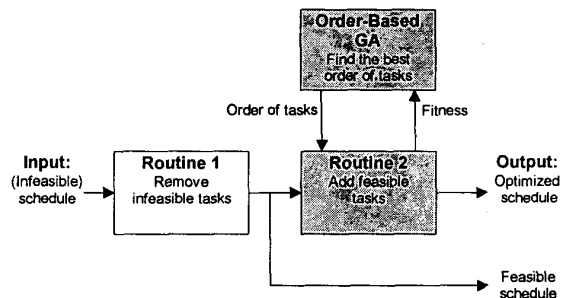 Order-Based
GA
Find the best
order of tasks
Order of tasks
Fitness
Input:
(Infeasible)
schedule
Routine 1
Remove
infeasible tasks
Routine 2
Add feasible
tasks
Output:
Optimized
schedule
Feasible
schedule